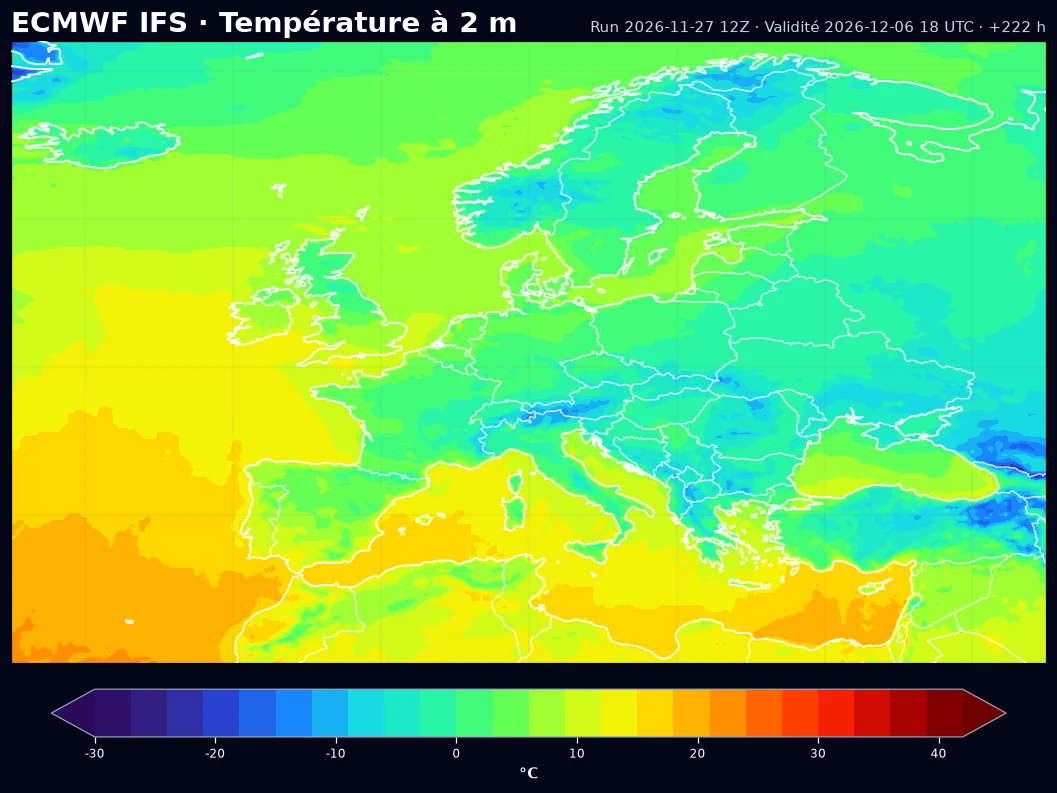 ECMWF IFS · Température à 2 m
Run 2026-11-27 12Z · Validité 2026-12-06 18 UTC · +222 h
-30 -20 -10 0 10 20 30 40
°C